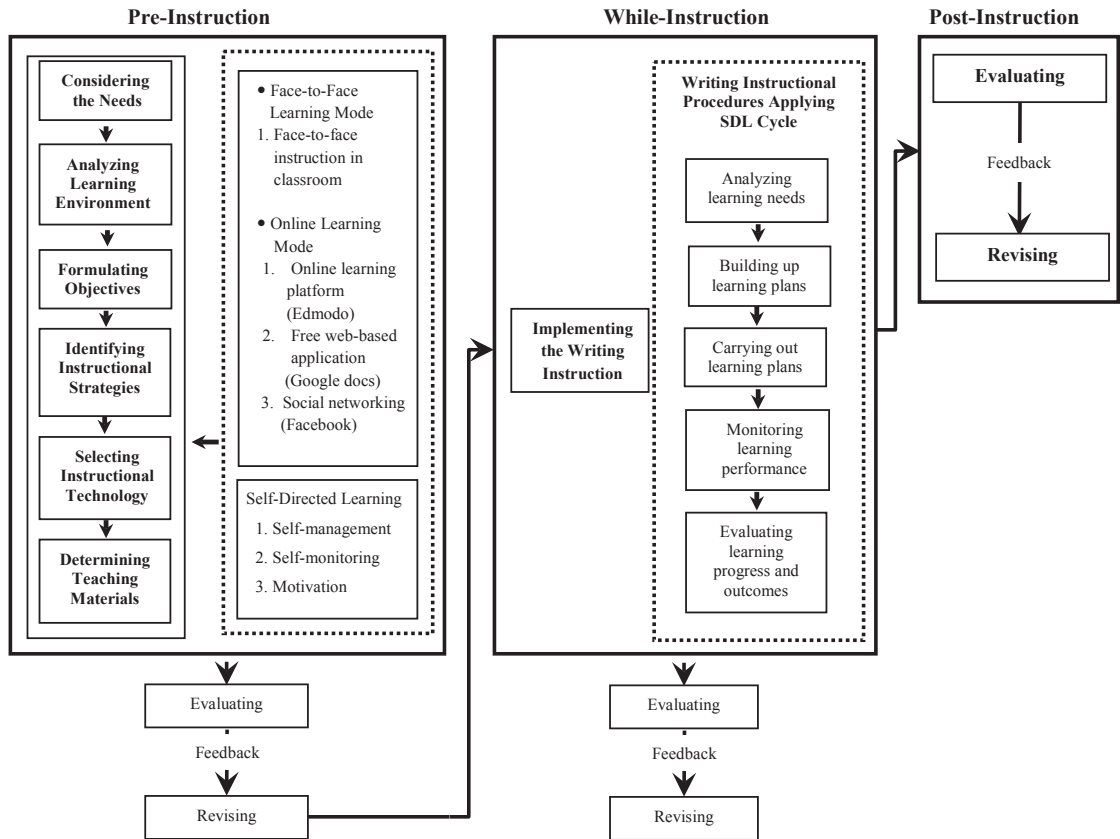 Pre-Instruction
Considering
the Needs
Analyzing
Learning
Environment
Formulating
Objectives
Identifying
Instructional
Strategies
Selecting
Instructional
Technology
Determining
Teaching
Materials
• Face-to-Face
Learning Mode
1. Face-to-face
instruction in
classroom
• Online Learning
Mode
1. Online learning
platform
(Edmodo)
2. Free web-based
application
(Google docs)
3. Social networking
(Facebook)
Self-Directed Learning
1. Self-management
2. Self-monitoring
3. Motivation
Evaluating
Feedback
Revising
While-Instruction
Implementing
the Writing
Instruction
Writing Instructional
Procedures Applying
SDL Cycle
Analyzing
learning needs
Building up
learning plans
Carrying out
learning plans
Monitoring
learning
performance
Evaluating
learning
progress and
outcomes
Evaluating
Feedback
Revising
Post-Instruction
Evaluating
Feedback
Revising